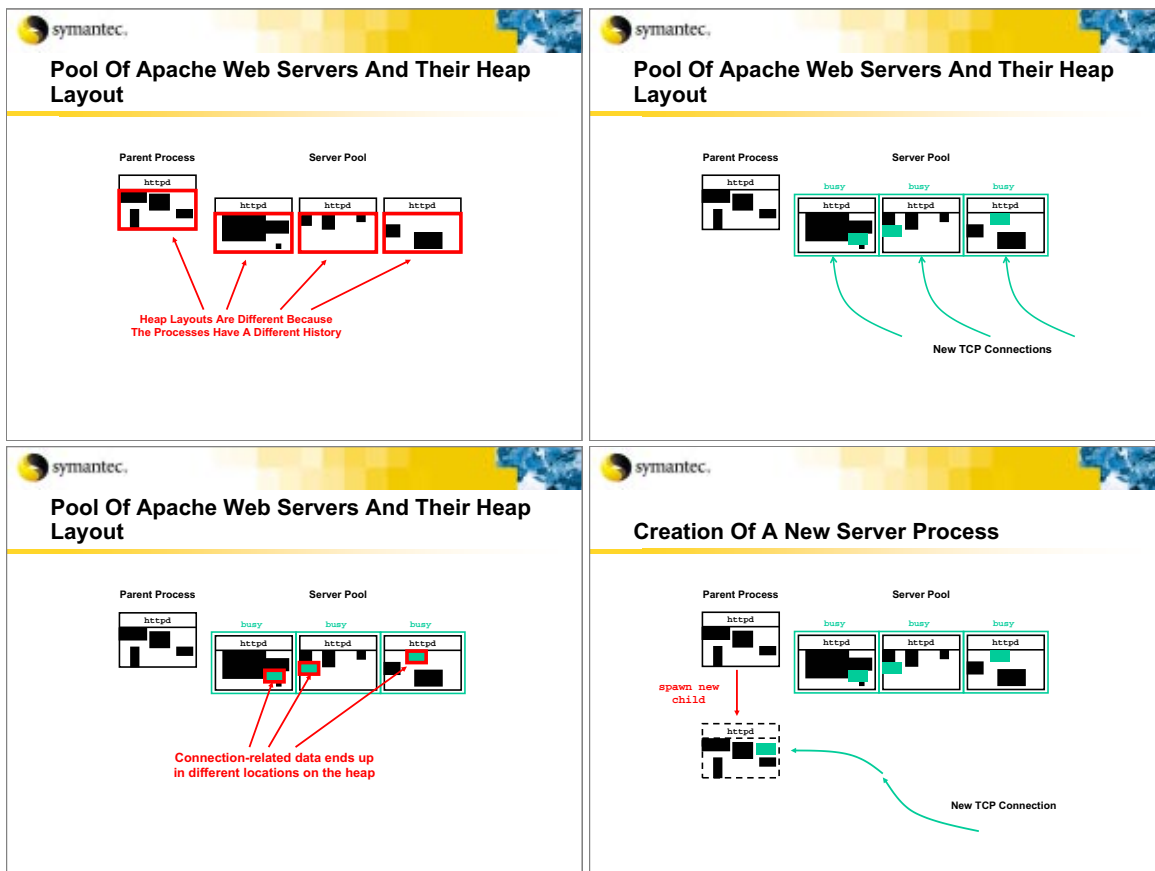 symantec.
Pool Of Apache Web Servers And Their Heap
Layout
Parent Process
Server Pool
httpd
httpd
httpd
httpd
Heap Layouts Are Different Because
The Processes Have A Different History
symantec.
Pool Of Apache Web Servers And Their Heap
Layout
Parent Process
Server Pool
httpd
busy
busy
busy
httpd
httpd
httpd
New TCP Connections
symantec.
Pool Of Apache Web Servers And Their Heap
Layout
Parent Process
Server Pool
httpd
busy
busy
busy
httpd
httpd
httpd
Connection-related data ends up
in different locations on the heap
symantec.
Creation Of A New Server Process
Parent Process
Server Pool
httpd
busy
busy
busy
httpd
httpd
httpd
spawn new
child
httpd
New TCP Connection